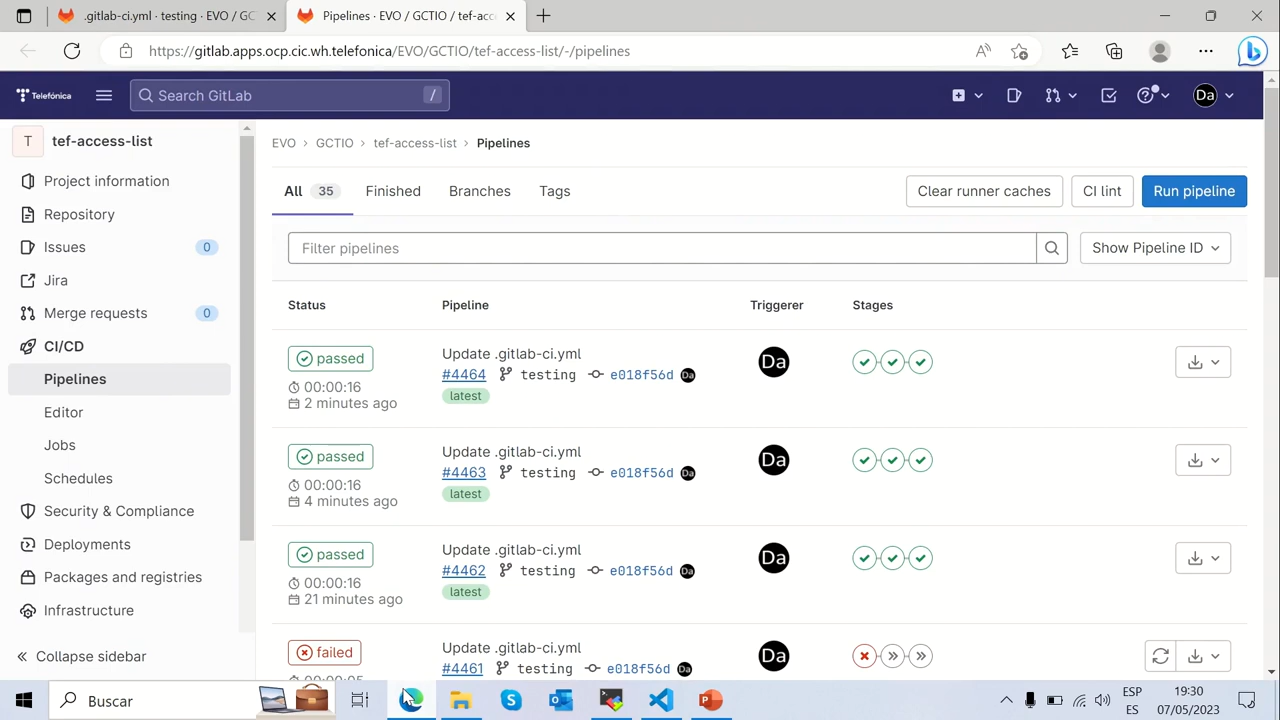 .gitlab-ci.yml · testing · EVO / GC
Pipelines · EVO / GCTIO / tef-acc
https://gitlab.apps.ocp.cic.wh.telefonica/EVO/GCTIO/tef-access-list/-/pipelines
Telefónica
Search GitLab
/
Da
T
tef-access-list
Project information
Repository
Issues
0
Jira
Merge requests
0
CI/CD
Pipelines
Editor
Jobs
Schedules
Security & Compliance
Deployments
Packages and registries
Infrastructure
Collapse sidebar
EVO › GCTIO › tef-access-list › Pipelines
All 35 Finished Branches Tags
Clear runner caches
CI lint
Run pipeline
Filter pipelines
Show Pipeline ID
Status Pipeline Triggerer Stages
passed
00:00:16
2 minutes ago
Update .gitlab-ci.yml
#4464 testing e018f56d Da
latest
Da
passed
00:00:16
4 minutes ago
Update .gitlab-ci.yml
#4463 testing e018f56d Da
latest
Da
passed
00:00:16
21 minutes ago
Update .gitlab-ci.yml
#4462 testing e018f56d Da
latest
Da
failed
Update .gitlab-ci.yml
#4461 testing e018f56d Da
Da
Buscar
ESP
ES
19:30
07/05/2023